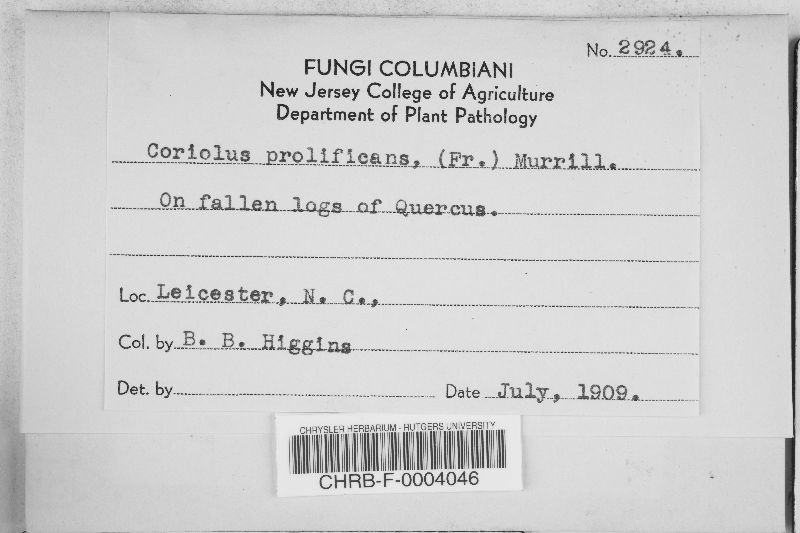 No. 2924.
FUNGI COLUMBIANI
New Jersey College of Agriculture
Department of Plant Pathology
Coriolus prolificans, (Fr.) Murrill.
On fallen logs of Quercus.
Loc. Leicester, N. C.,
Col. by B. B. Higgins
Det. by
Date July, 1909.
CHRYSLER HERBARIUM - RUTGERS UNIVERSITY
CHRB-F-0004046